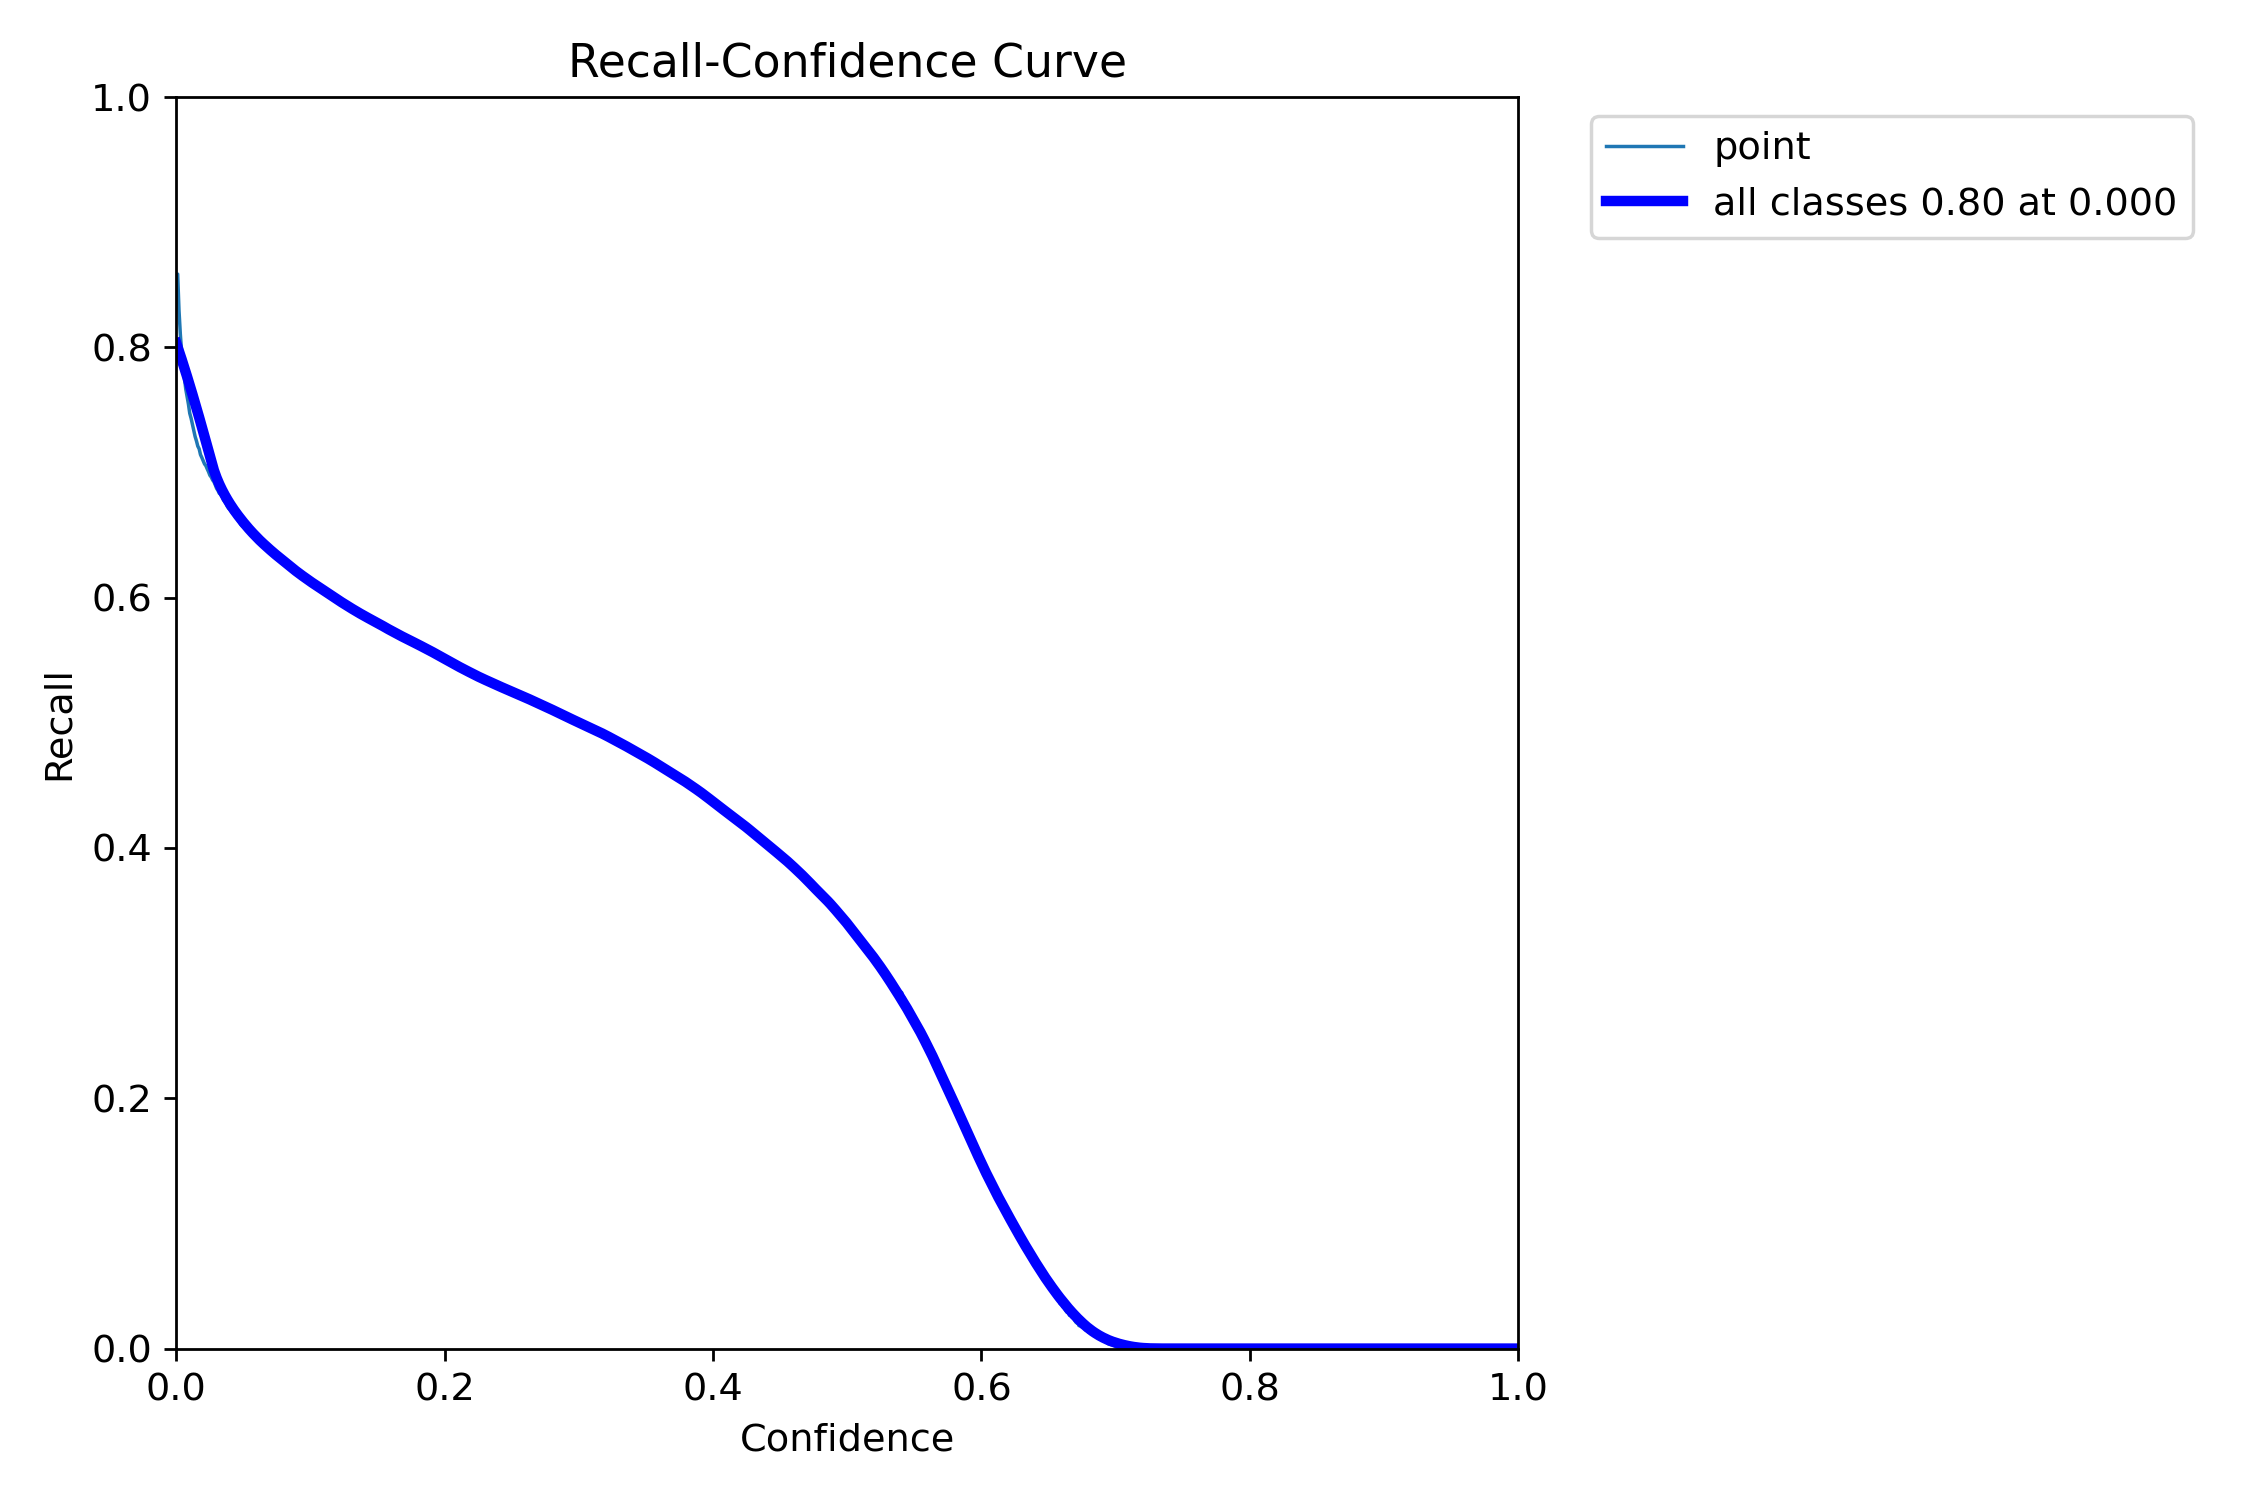 Recall-Confidence Curve
point
all classes 0.80 at 0.000
Recall
1.0
0.8
0.6
0.4
0.2
0.0
0.0 0.2 0.4 0.6 0.8 1.0
Confidence